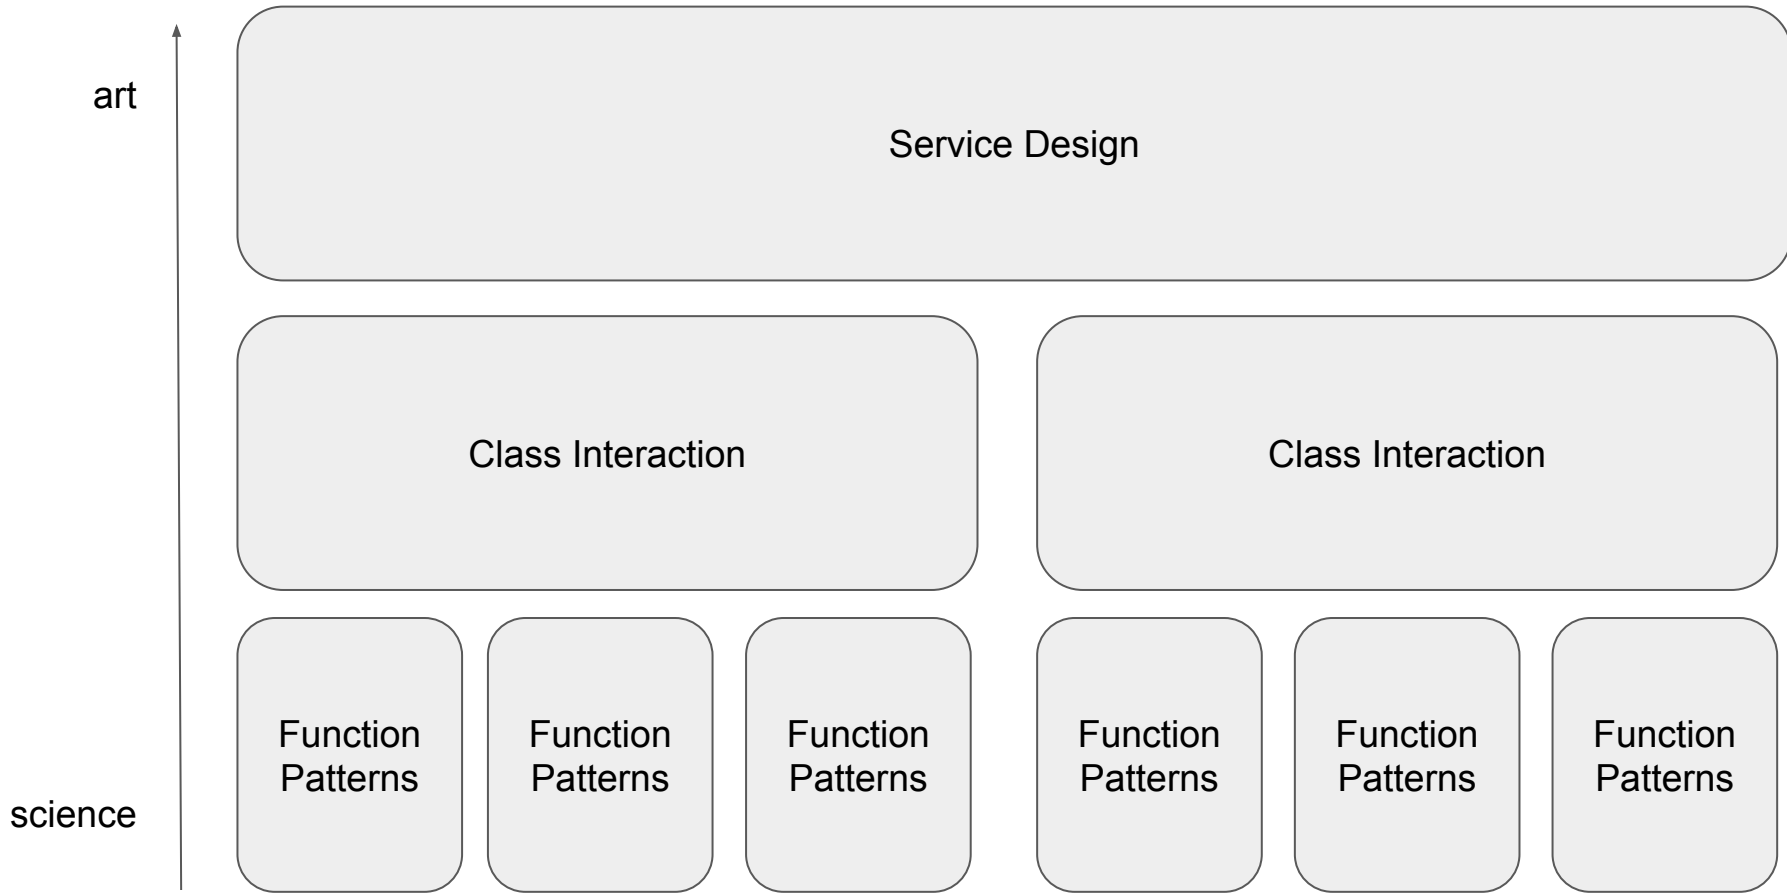 art
Service Design
Class Interaction
Class Interaction
Function
Patterns
Function
Patterns
Function
Patterns
Function
Patterns
Function
Patterns
Function
Patterns
science